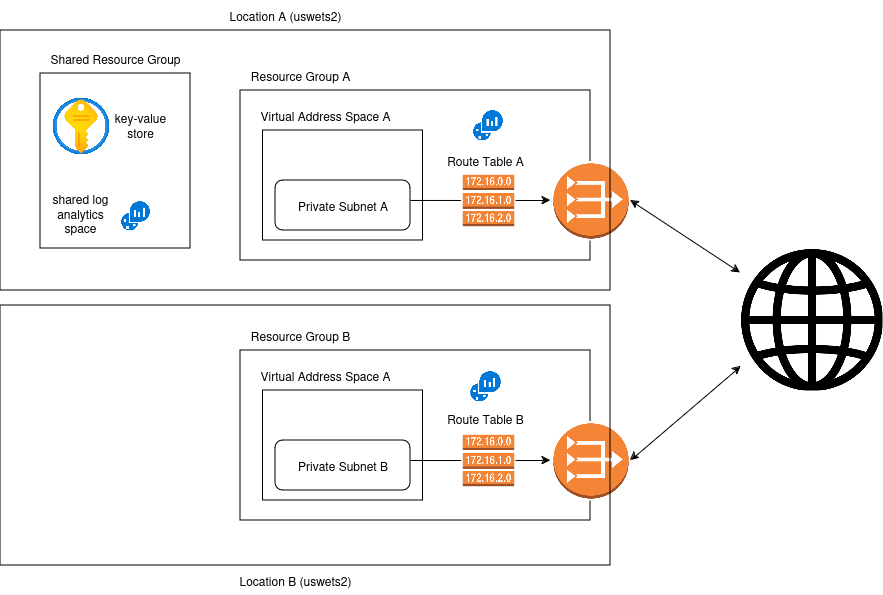 Location A (uswets2)
Shared Resource Group
key-value
store
shared log
analytics
space
Resource Group A
Virtual Address Space A
Private Subnet A
Route Table A
172.16.0.0
172.16.1.0
172.16.2.0
Resource Group B
Virtual Address Space A
Private Subnet B
Route Table B
172.16.0.0
172.16.1.0
172.16.2.0
Location B (uswets2)